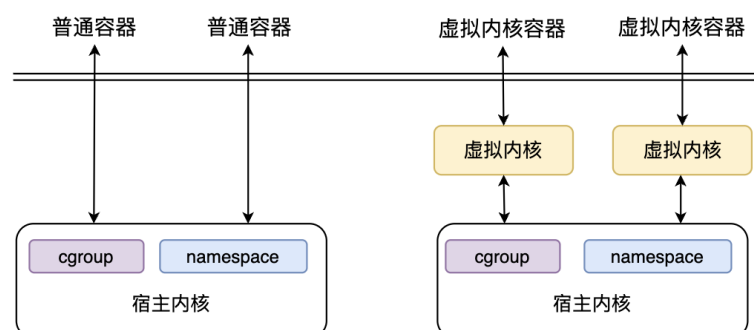 普通容器 普通容器 虚拟内核容器 虚拟内核容器
虚拟内核 虚拟内核
cgroup namespace cgroup namespace
宿主内核 宿主内核